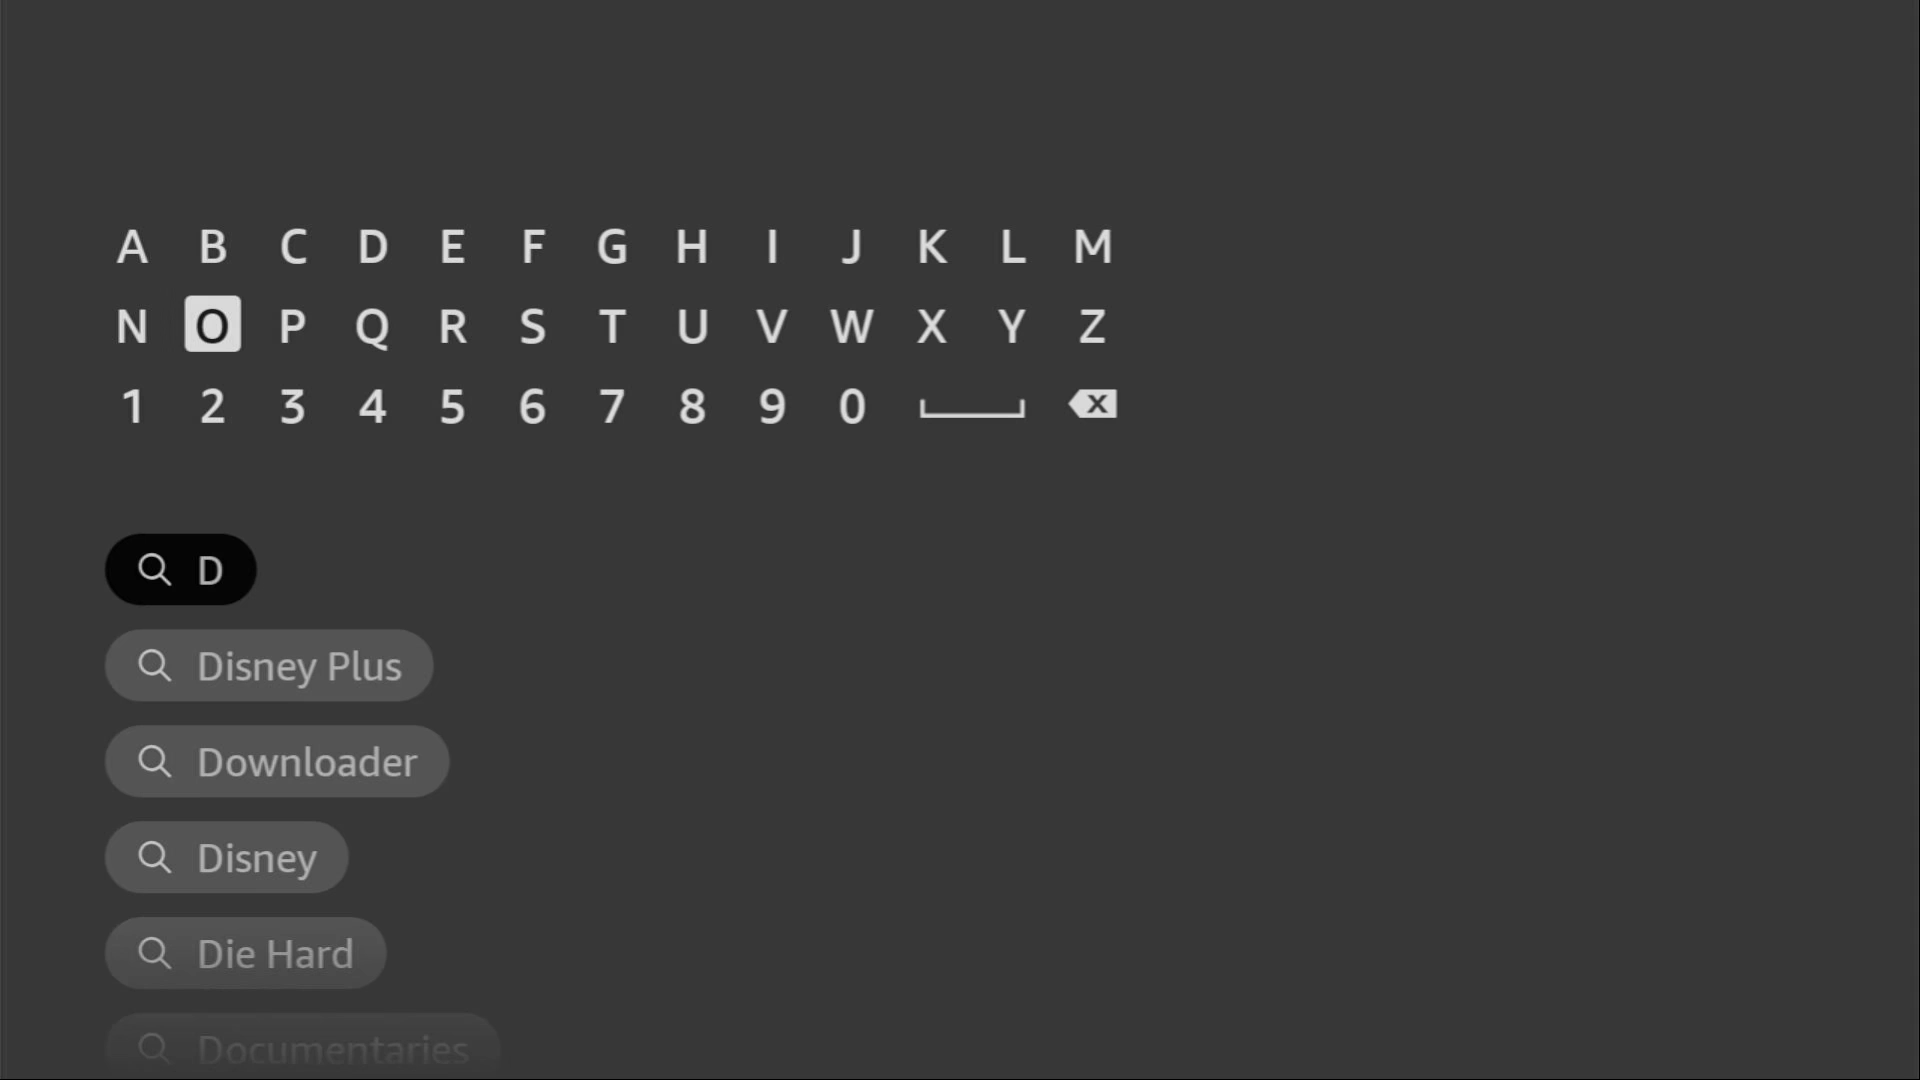 A B C D E F G H I J K L M
N O P Q R S T U V W X Y Z
1 2 3 4 5 6 7 8 9 0
D
Disney Plus
Downloader
Disney
Die Hard
Documentaries